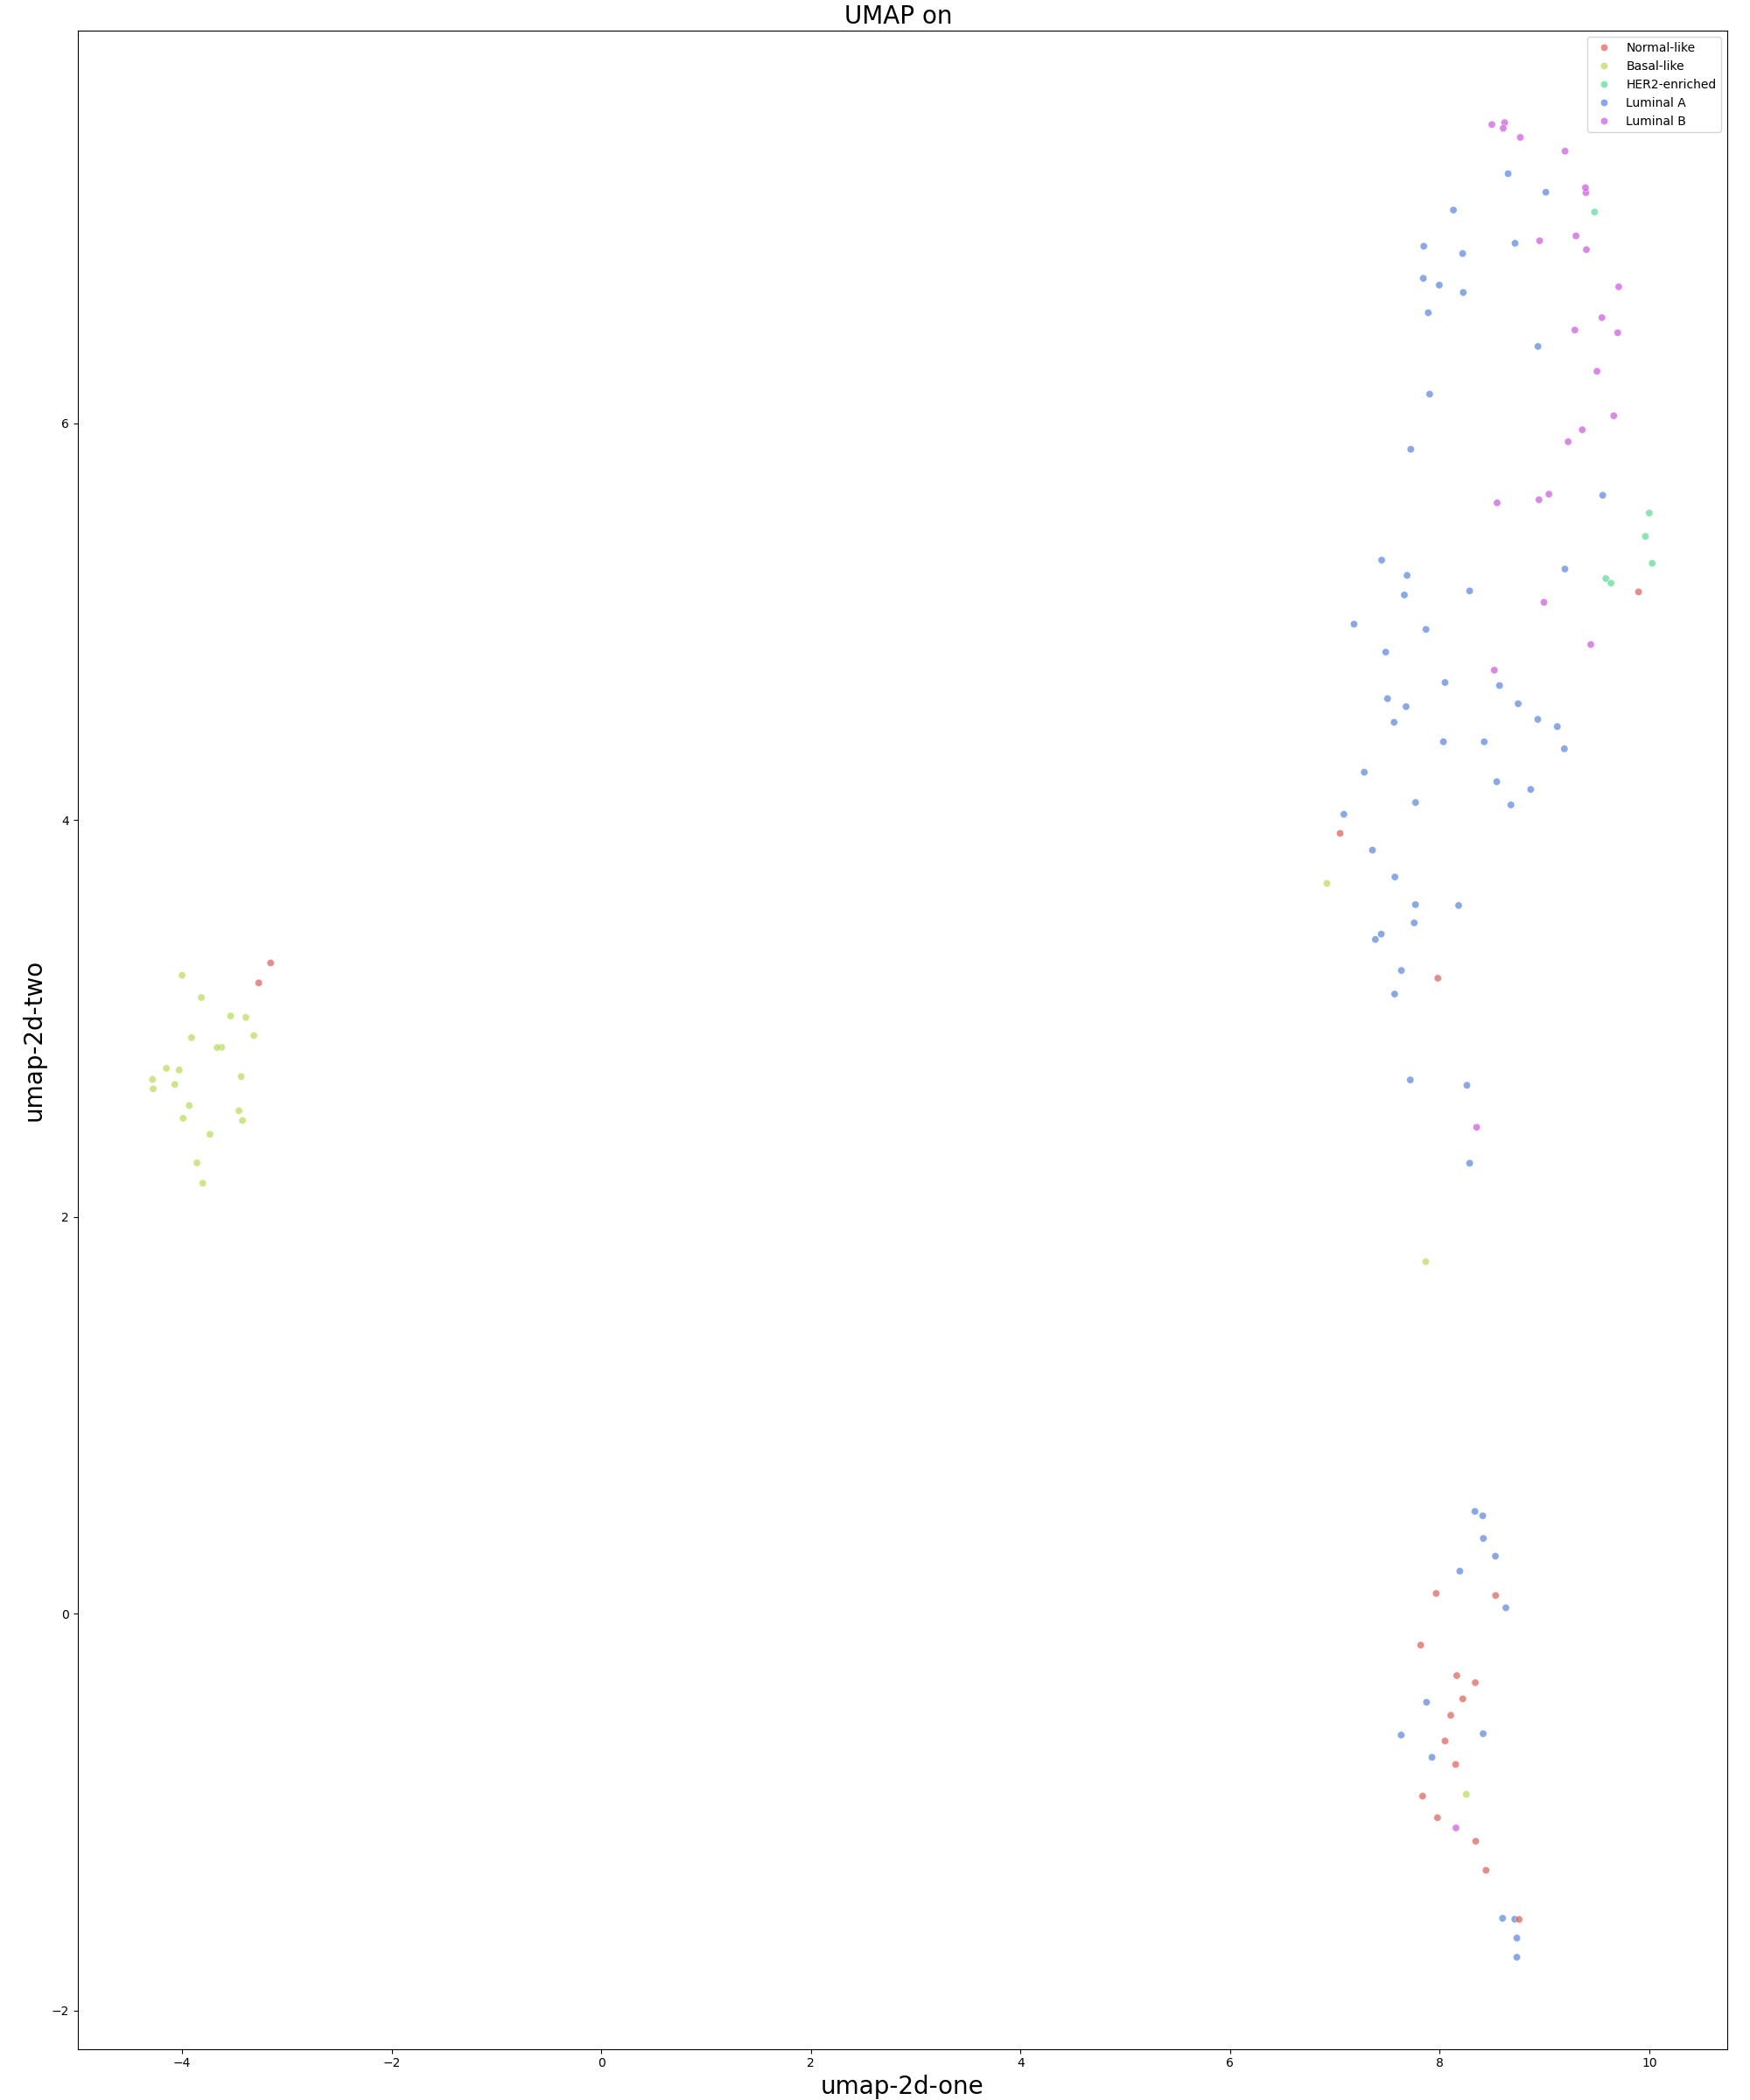 UMAP on
Normal-like
Basal-like
HER2-enriched
Luminal A
Luminal B
6
4
2
0
−2
umap-2d-two
−4
−2
0
2
4
6
8
10
umap-2d-one